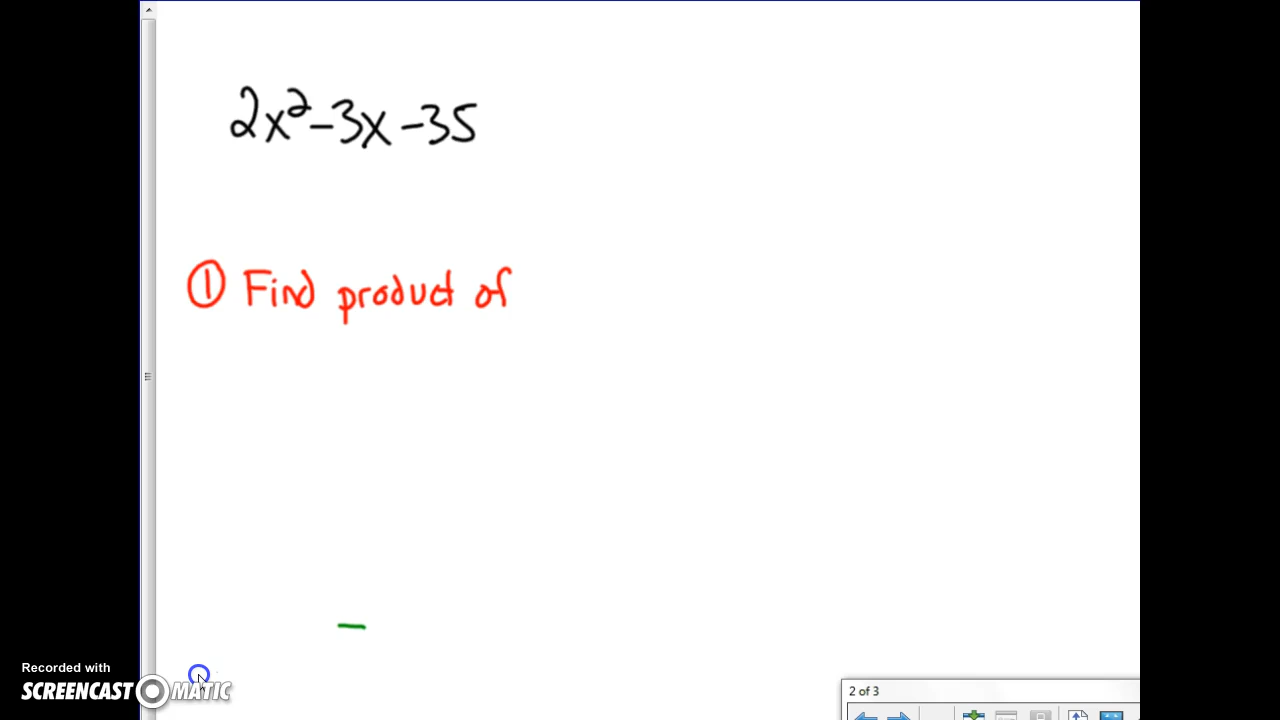 2x²-3x-35
① Find product of
–
Recorded with
SCREENCAST MATIC
2 of 3